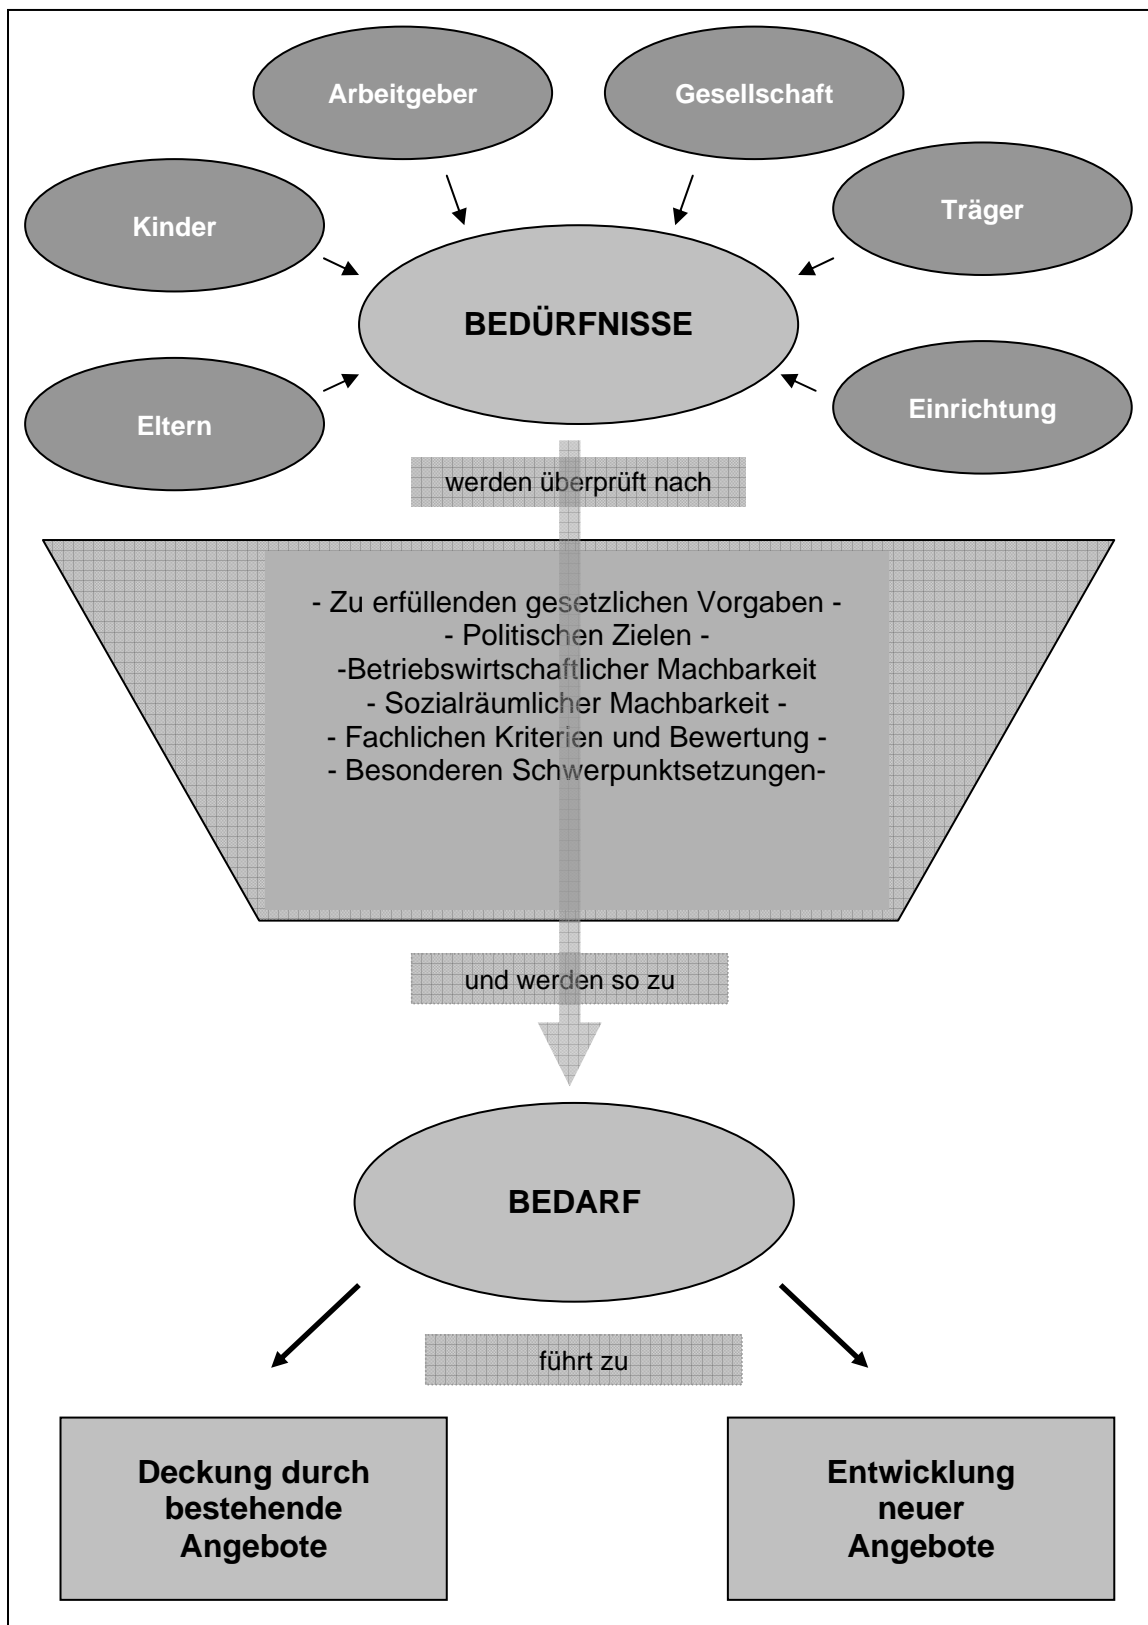 Arbeitgeber
Gesellschaft
Kinder
Träger
BEDÜRFNISSE
Eltern
Einrichtung
werden überprüft nach
- Zu erfüllenden gesetzlichen Vorgaben -
- Politischen Zielen -
-Betriebswirtschaftlicher Machbarkeit
- Sozialräumlicher Machbarkeit -
- Fachlichen Kriterien und Bewertung -
- Besonderen Schwerpunktsetzungen-
und werden so zu
BEDARF
führt zu
Deckung durch
bestehende
Angebote
Entwicklung
neuer
Angebote